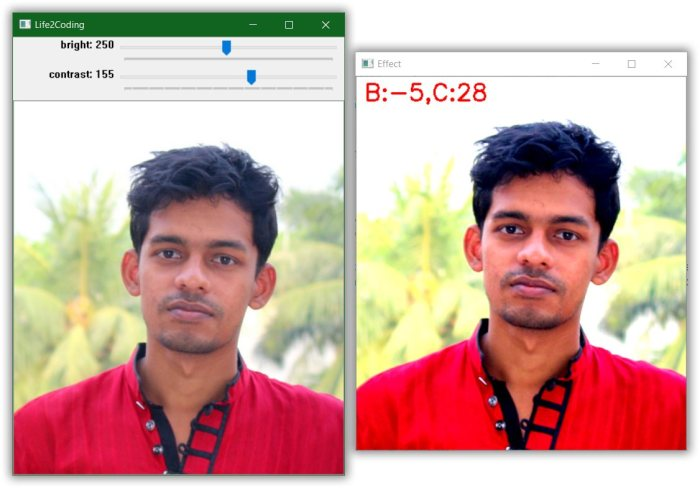 Life2Coding
bright: 250
contrast: 155
Effect
B:-5,C:28